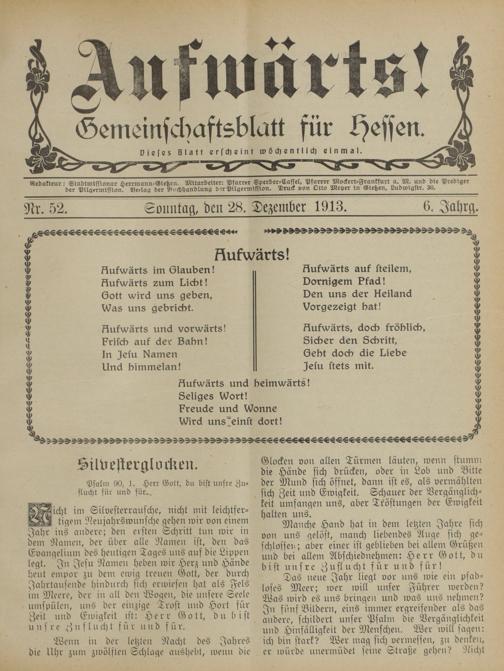 Aufwärts!
Gemeinschaftsblatt für Hessen.
Dieses Blatt erscheint wöchentlich einmal.
Redakteur: Stadtmissionar Herrmann-Gießen. Mitarbeiter: Pfarrer Sperber-Cassel, Pfarrer Mockert-Frankfurt a. M. und die Prediger
der Pilgermission. Verlag der Buchhandlung der Pilgermission. Druck von Otto Meyer in Gießen, Ludwigstr. 30.
Nr. 52. Sonntag, den 28. Dezember 1913. 6. Jahrg.
Aufwärts!
Aufwärts im Glauben!
Aufwärts zum Licht!
Gott wird uns geben,
Was uns gebricht.
Aufwärts und vorwärts!
Frisch auf der Bahn!
In Jesu Namen
Und himmelan!
Aufwärts auf steilem,
Dornigem Pfad!
Den uns der Heiland
Vorgezeigt hat!
Aufwärts, doch fröhlich,
Sicher den Schritt,
Geht doch die Liebe
Jesu stets mit.
Aufwärts und heimwärts!
Seliges Wort!
Freude und Wonne
Wird uns einst dort!
Silvesterglocken.
Psalm 90, 1. Herr Gott, du bist unsre Zu-
flucht für und für.
Nicht im Silvesterrausche, nicht mit leichtfer-
tigem Neujahrswunsche gehen wir von einem
Jahr ins andere; den ersten Schritt tun wir in
dem Namen, der über alle Namen ist, den das
Evangelium des heutigen Tages uns auf die Lippen
legt. In Jesu Namen heben wir Herz und Hände
heut empor zu dem ewig treuen Gott, der durch
Jahrtausende hindurch sich erwiesen hat als Fels
im Meere, der in all den Wogen, die unsere Seele
umspülen, uns der einzige Trost und Hort für
Zeit und Ewigkeit ist: Herr Gott, du bist
unsre Zuflucht für und für.
Wenn in der letzten Nacht des Jahres
die Uhr zum zwölften Schlage aushebt, wenn die
Glocken von allen Türmen läuten, wenn stumm
die Hände sich drücken, oder in Lob und Bitte
der Mund sich öffnet, dann ist es, als vermählten
sich Zeit und Ewigkeit. Schauer der Vergänglich-
keit umfangen uns, aber Tröstungen der Ewigkeit
halten uns.
Manche Hand hat in dem letzten Jahre sich
von uns gelöst, manch liebendes Auge sich ge-
schlossen; aber einer ist geblieben bei allem Grüßen
und bei allem Abschiednehmen: Herr Gott, du
bist unsre Zuflucht für und für!
Das neue Jahr liegt vor uns wie ein pfad-
loses Meer; wer will unser Führer werden?
Was wird es uns bringen und was uns nehmen?
In fünf Bildern, eins immer ergreifender als das
andere, schildert unser Psalm die Vergänglichkeit
und Hinfälligkeit der Menschen. Wer will sagen:
ich bin stark? Wer mag sich vermessen, zu denken,
er würde unermüdet seine Straße gehen? Nicht